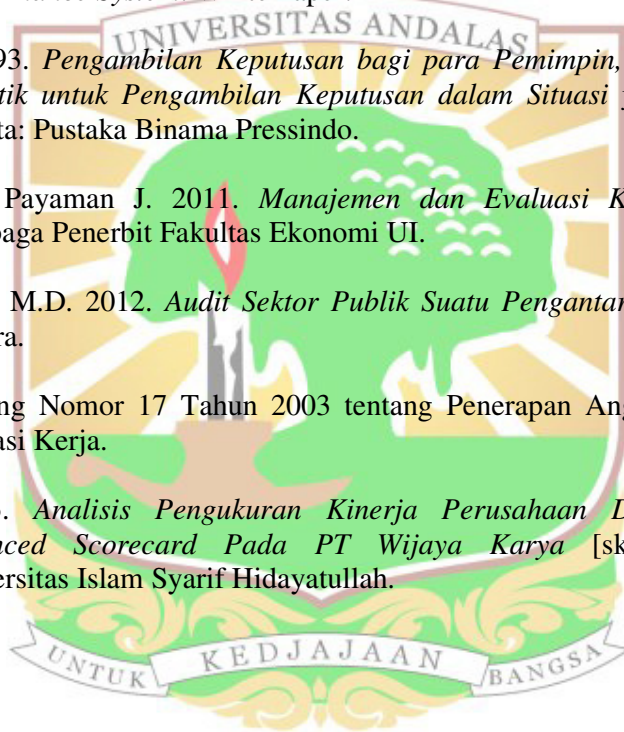 UNIVERSITAS ANDALAS
93. Pengambilan Keputusan bagi para Pemimpin,
tik untuk Pengambilan Keputusan dalam Situasi
ta: Pustaka Binama Pressindo.
Payaman J. 2011. Manajemen dan Evaluasi K
baga Penerbit Fakultas Ekonomi UI.
M.D. 2012. Audit Sektor Publik Suatu Pengantar
ra.
ng Nomor 17 Tahun 2003 tentang Penerapan Ang
asi Kerja.
. Analisis Pengukuran Kinerja Perusahaan D
nced Scorecard Pada PT Wijaya Karya [sk
ersitas Islam Syarif Hidayatullah.
UNTUK KEDJAJAAN BANGSA